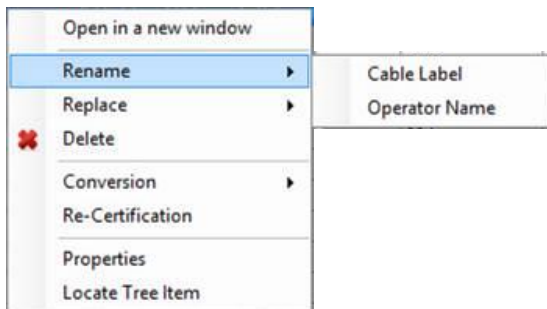 Open in a new window
Rename
Cable Label
Replace
Operator Name
Delete
Conversion
Re-Certification
Properties
Locate Tree Item